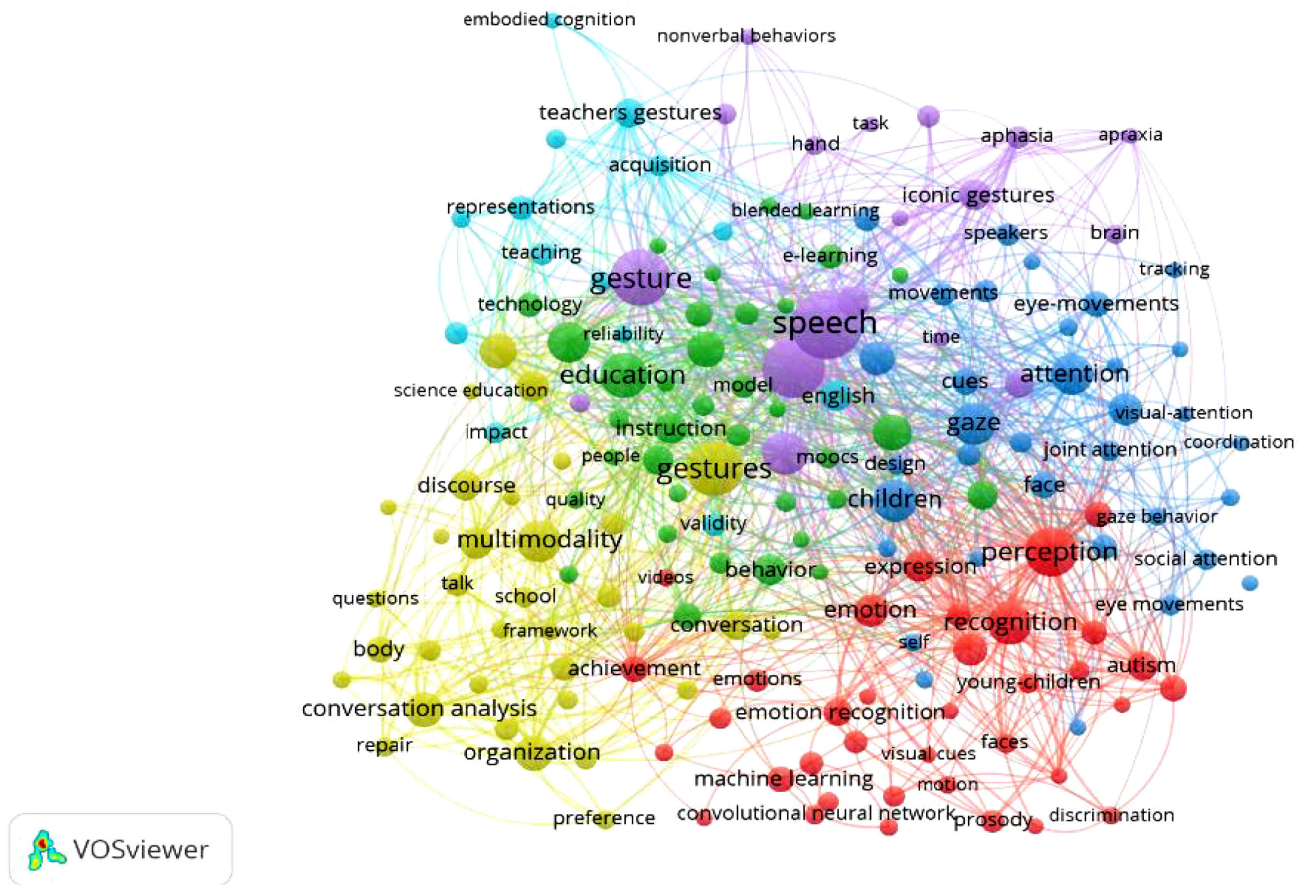 embodied cognition
nonverbal behaviors
teachers gestures
task
hand
aphasia
apraxia
acquisition
iconic gestures
representations
blended learning
speakers
brain
teaching
e-learning
tracking
gesture
movements
eye-movements
technology
speech
reliability
time
education
model
attention
cues
science education
english
visual-attention
impact
instruction
gaze
joint attention
coordination
people
moocs
design
gestures
discourse
face
quality
children
gaze behavior
validity
multimodality
perception
social attention
talk
videos
behavior
expression
questions
school
emotion
eye movements
framework
conversation
recognition
self
body
achievement
autism
emotions
young-children
conversation analysis
emotion recognition
repair
organization
visual cues
faces
machine learning
motion
preference
convolutional neural network
prosody
discrimination
VOSviewer